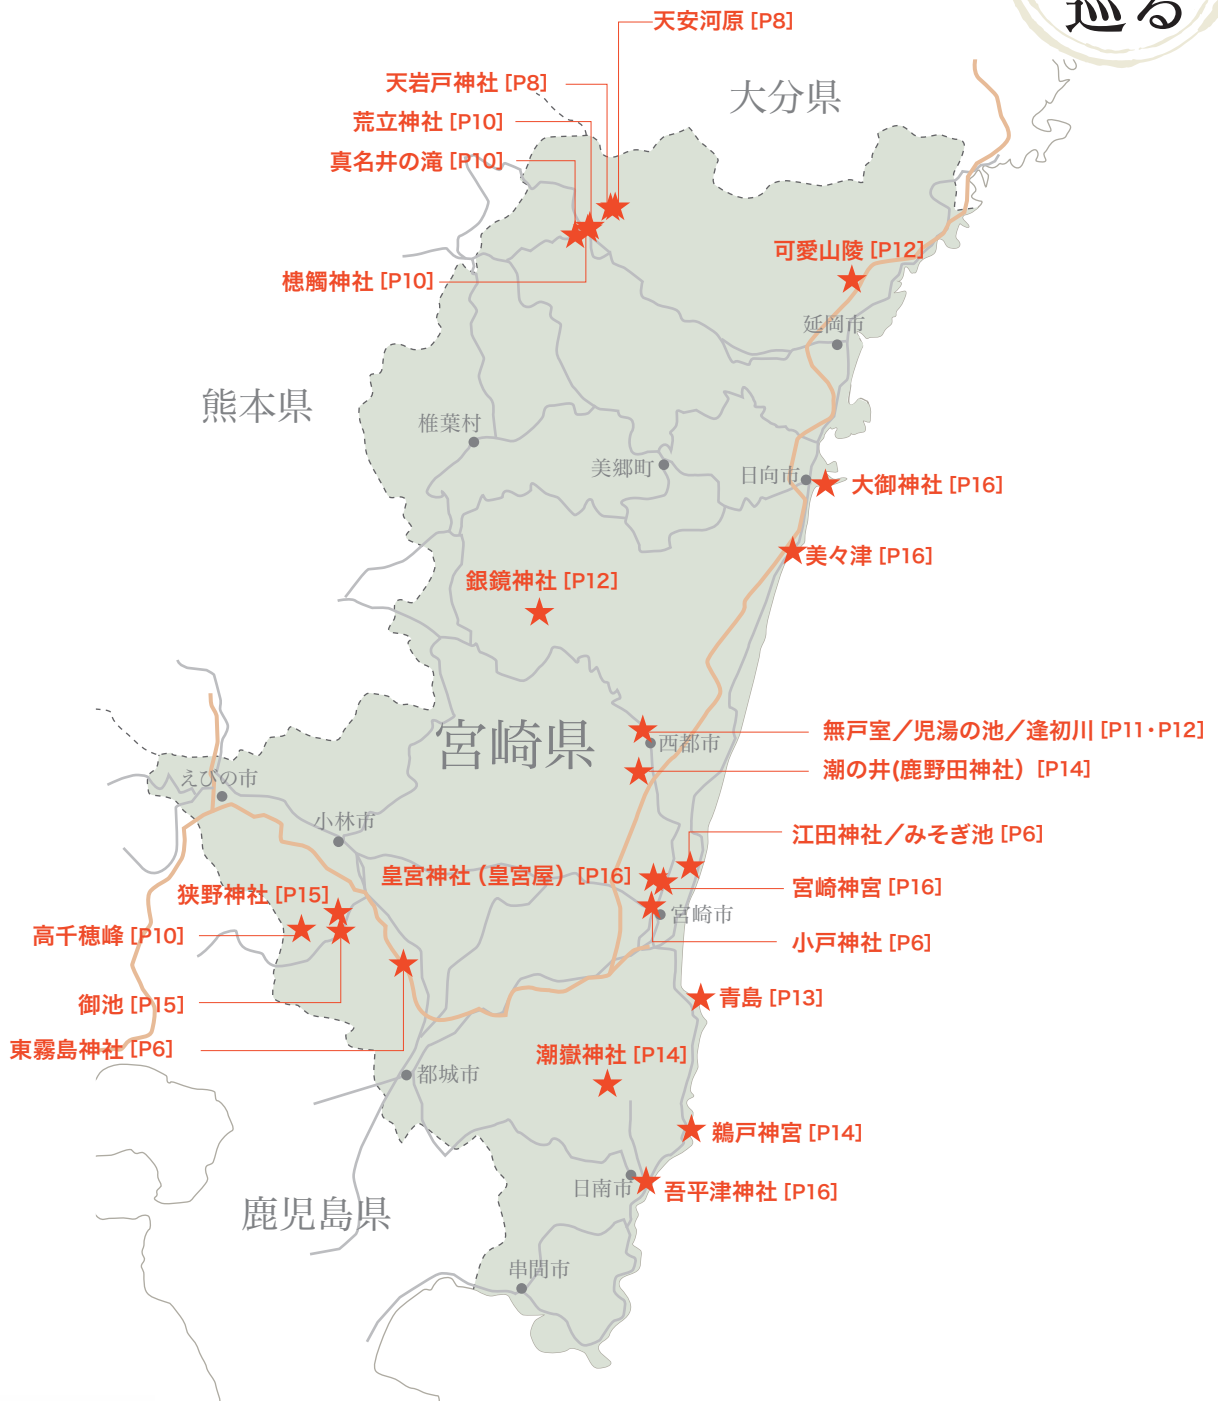 巡る
天安河原 [P8]
天岩戸神社 [P8]
大分県
荒立神社 [P10]
真名井の滝 [P10]
可愛山陵 [P12]
槵觸神社 [P10]
延岡市
熊本県
椎葉村
美郷町
日向市
大御神社 [P16]
美々津 [P16]
銀鏡神社 [P12]
宮崎県
無戸室／児湯の池／逢初川 [P11・P12]
西都市
潮の井(鹿野田神社） [P14]
えびの市
小林市
江田神社／みそぎ池 [P6]
皇宮神社（皇宮屋） [P16]
宮崎神宮 [P16]
狭野神社 [P15]
宮崎市
高千穂峰 [P10]
小戸神社 [P6]
御池 [P15]
青島 [P13]
東霧島神社 [P6]
潮嶽神社 [P14]
都城市
鵜戸神宮 [P14]
日南市
吾平津神社 [P16]
鹿児島県
串間市